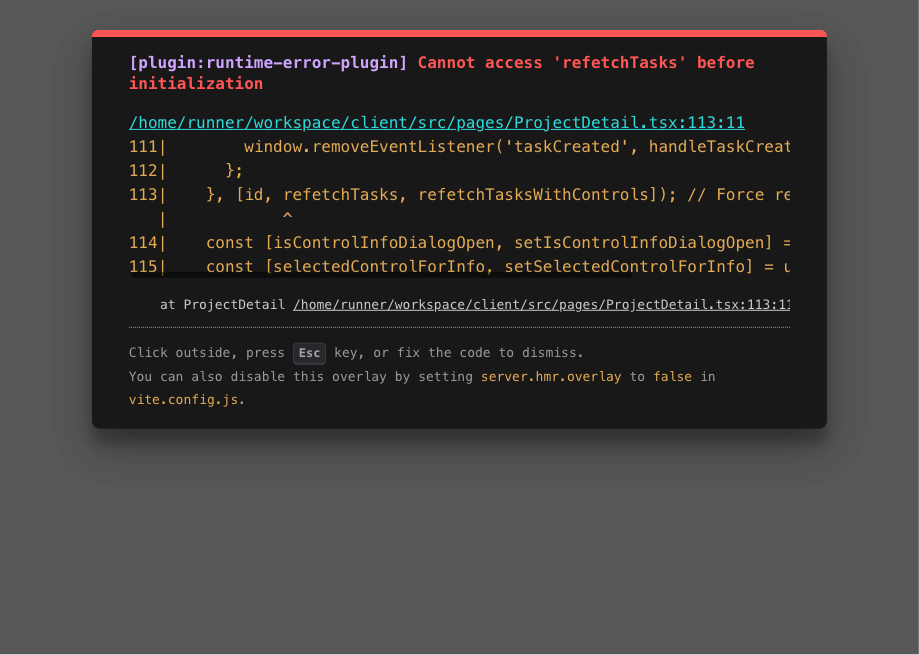 [plugin:runtime-error-plugin] Cannot access 'refetchTasks' before
initialization
/home/runner/workspace/client/src/pages/ProjectDetail.tsx:113:11
111|        window.removeEventListener('taskCreated', handleTaskCreat
112|      };
113|    }, [id, refetchTasks, refetchTasksWithControls]); // Force re
   |            ^
114|    const [isControlInfoDialogOpen, setIsControlInfoDialogOpen] =
115|    const [selectedControlForInfo, setSelectedControlForInfo] = u
at ProjectDetail /home/runner/workspace/client/src/pages/ProjectDetail.tsx:113:11
Click outside, press Esc key, or fix the code to dismiss.
You can also disable this overlay by setting server.hmr.overlay to false in
vite.config.js.